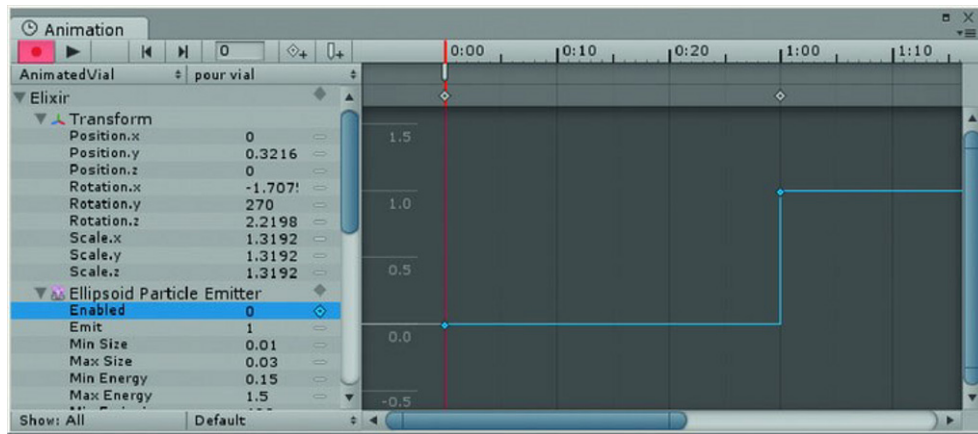 Animation
0 0:00 0:10 0:20 1:00 1:10
AnimatedVial pour vial
Elixir
Transform
Position.x 0
Position.y 0.3216
Position.z 0
Rotation.x -1.707
Rotation.y 270
Rotation.z 2.2198
Scale.x 1.3192
Scale.y 1.3192
Scale.z 1.3192
Ellipsoid Particle Emitter
Enabled 0
Emit 1
Min Size 0.01
Max Size 0.03
Min Energy 0.15
Max Energy 1.5
Show: All Default
1.5
1.0
0.5
0.0
-0.5